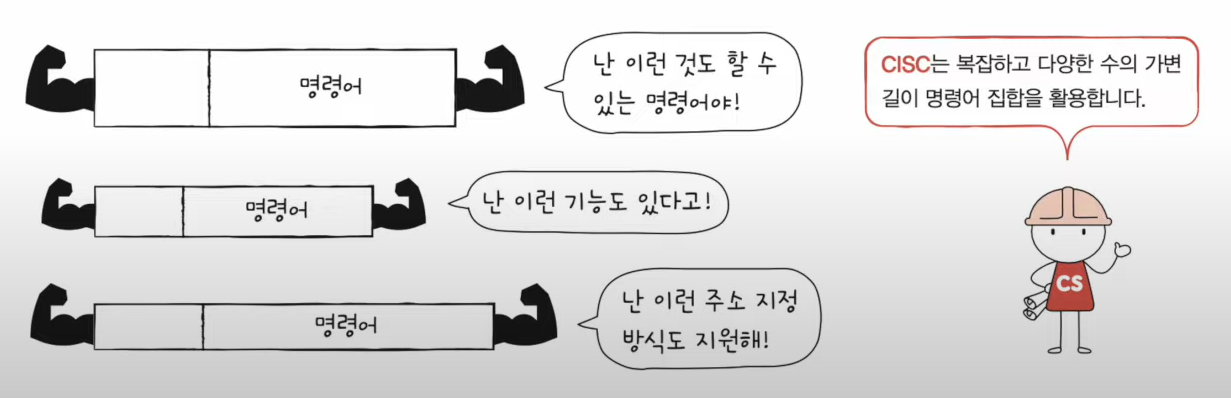 명령어
난 이런 것도 할 수
있는 명령어야!
CISC는 복잡하고 다양한 수의 가변
길이 명령어 집합을 활용합니다.
명령어
난 이런 기능도 있다고!
CS
명령어
난 이런 주소 지정
방식도 지원해!